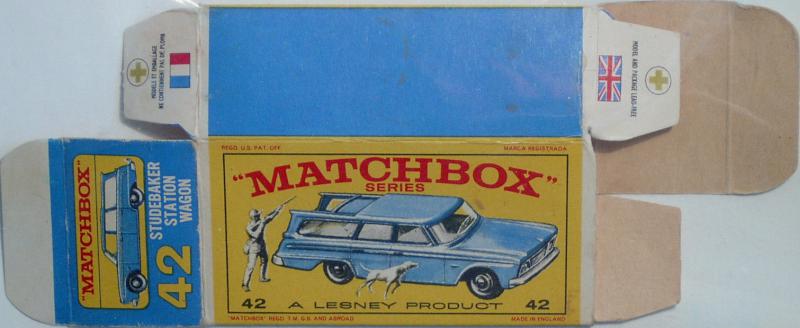 MODELE ET EMBALLAGE
NE CONTIENNENT PAS DE PLOMB
MODEL AND PACKAGE LEAD-FREE
REGD. U.S. PAT. OFF.
MARCA REGISTRADA
"MATCHBOX"
SERIES
42
A LESNEY PRODUCT
42
"MATCHBOX" REGD. T.M. G.B. AND ABROAD
MADE IN ENGLAND
"MATCHBOX"
42
STUDEBAKER
STATION
WAGON